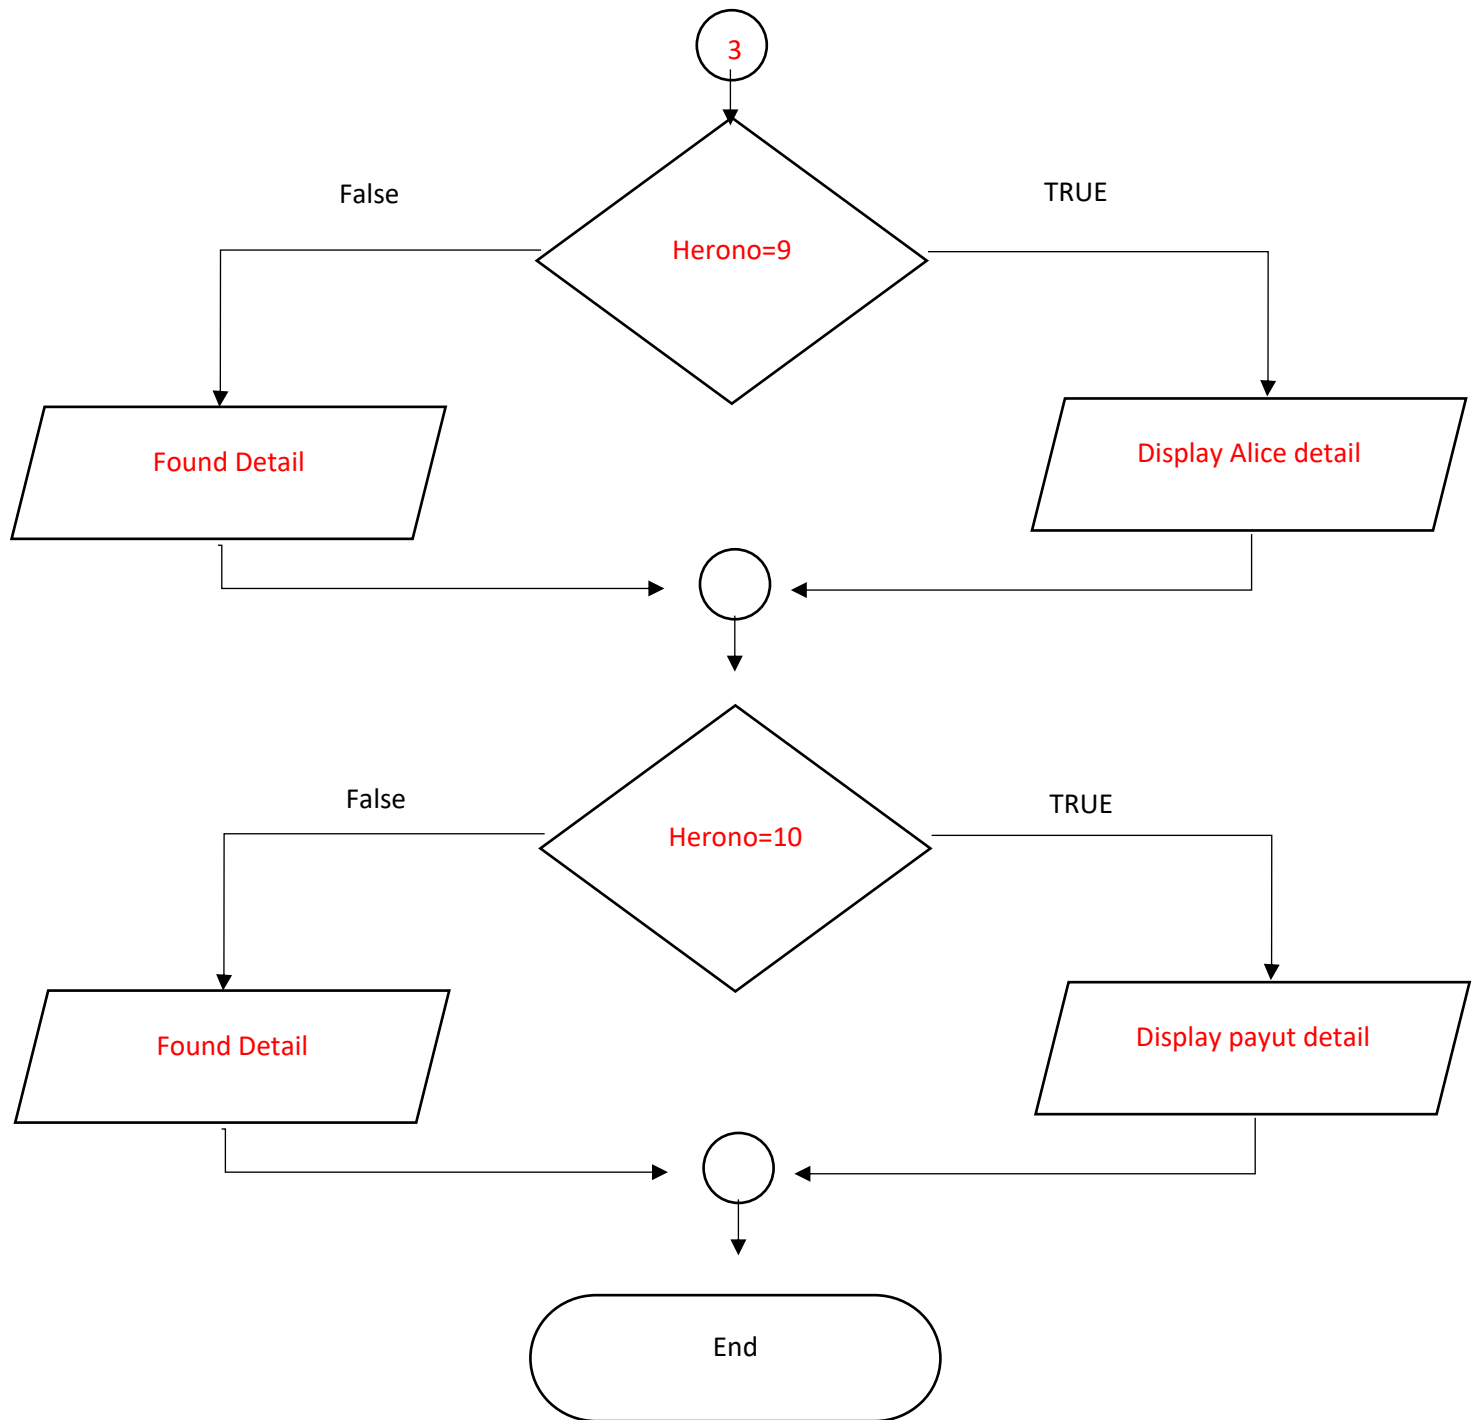 3
False
TRUE
Herono=9
Found Detail
Display Alice detail
False
TRUE
Herono=10
Found Detail
Display payut detail
End